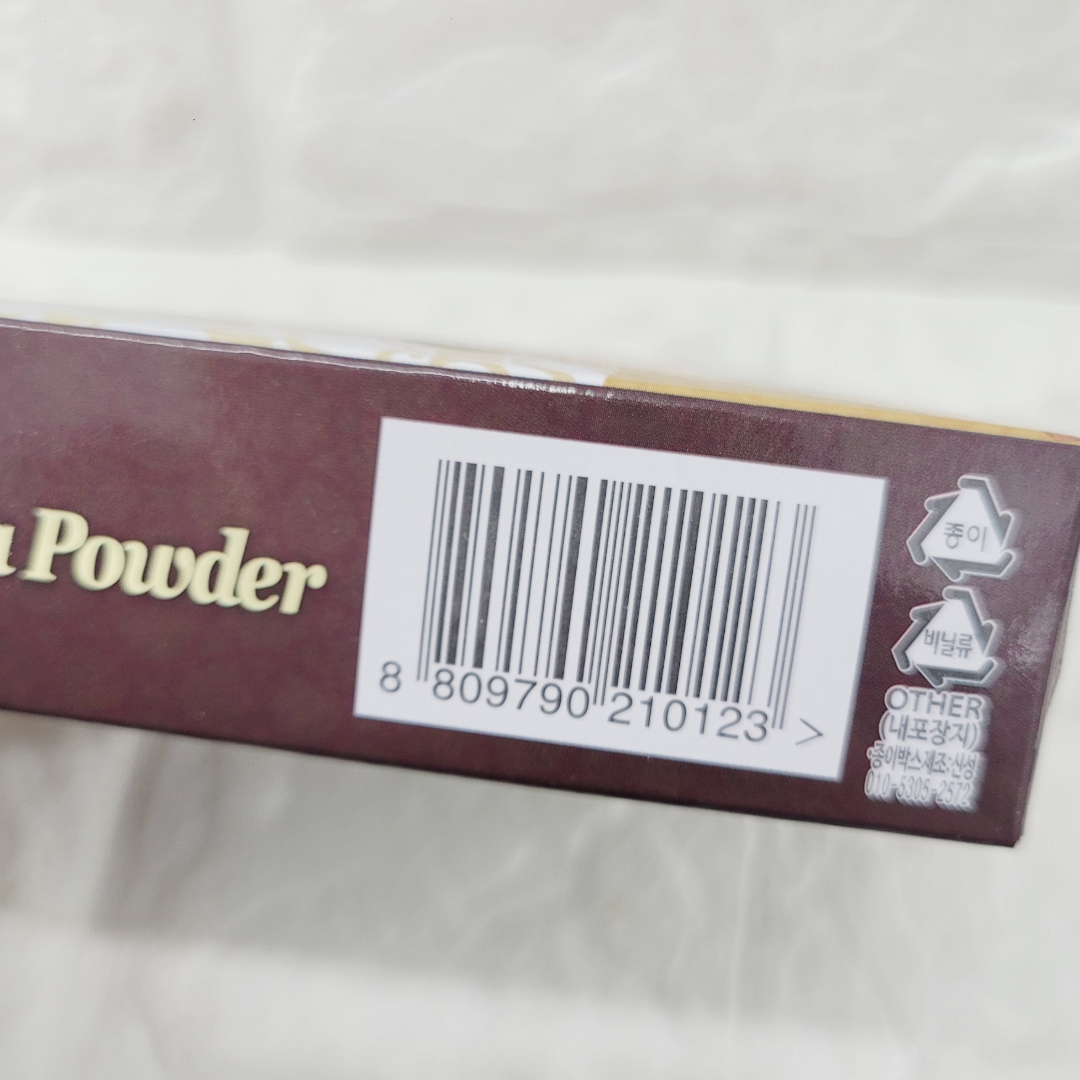 Powder
8 809790 210123 >
종이
비닐류
OTHER
(내포장지)
종이박스제조:신성
010-5305-2572